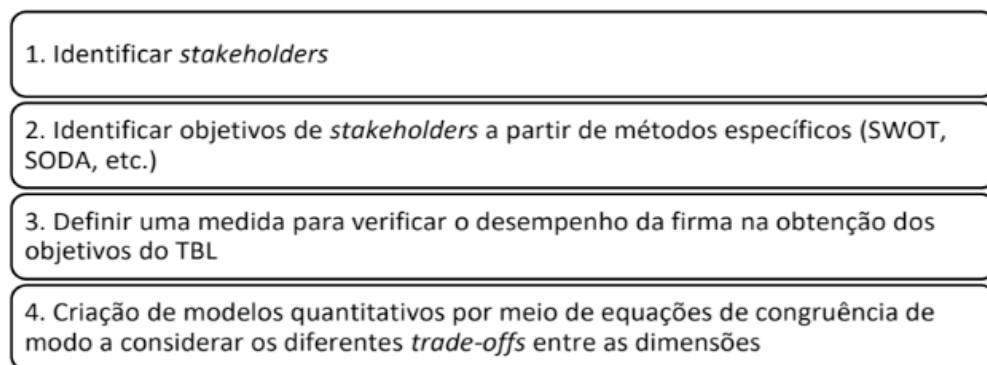 1. Identificar stakeholders
2. Identificar objetivos de stakeholders a partir de métodos específicos (SWOT,
SODA, etc.)
3. Definir uma medida para verificar o desempenho da firma na obtenção dos
objetivos do TBL
4. Criação de modelos quantitativos por meio de equações de congruência de
modo a considerar os diferentes trade-offs entre as dimensões